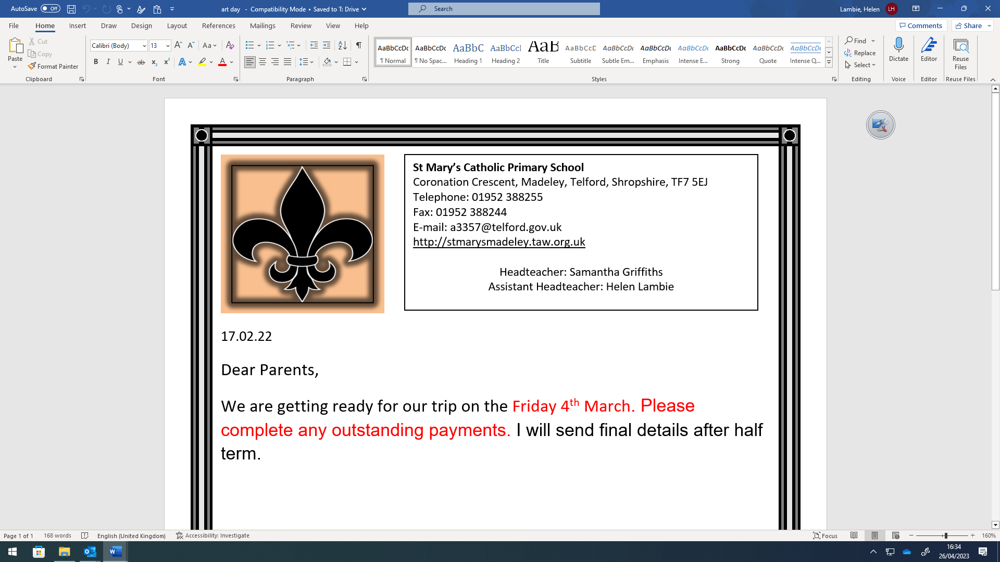 AutoSave Off art day - Compatibility Mode • Saved to T: Drive Search Lambie, Helen LH
File Home Insert Draw Design Layout References Mailings Review View Help Comments Share
Paste Cut Copy Format Painter
Calibri (Body) 13
AaBbCcDc AaBbCcDc AaBbC AaBbCcI AaB AaBbCcD AaBbCcDc AaBbCcDc AaBbCcDc AaBbCcDc AaBbCcDc AaBbCcDc
¶ Normal ¶ No Spac... Heading 1 Heading 2 Title Subtitle Subtle Em... Emphasis Intense E... Strong Quote Intense Q...
Find Replace Select
Dictate Editor Reuse Files
Clipboard Font Paragraph Styles Editing Voice Editor Reuse Files
St Mary’s Catholic Primary School
Coronation Crescent, Madeley, Telford, Shropshire, TF7 5EJ
Telephone: 01952 388255
Fax: 01952 388244
E-mail: a3357@telford.gov.uk
http://stmarysmadeley.taw.org.uk
Headteacher: Samantha Griffiths
Assistant Headteacher: Helen Lambie
17.02.22
Dear Parents,
We are getting ready for our trip on the Friday 4th March. Please
complete any outstanding payments. I will send final details after half
term.
Page 1 of 1 168 words English (United Kingdom) Accessibility: Investigate Focus 160%
16:34
26/04/2023